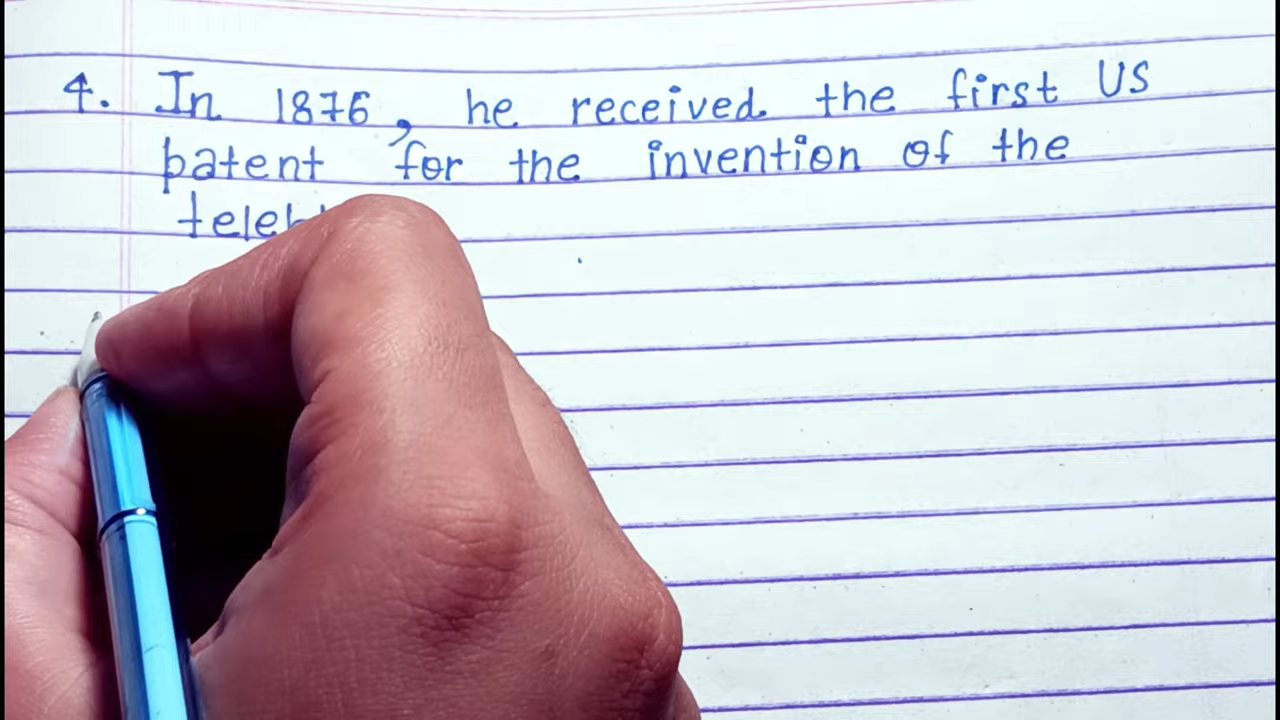 4. In 1876, he received the first US
patent for the invention of the